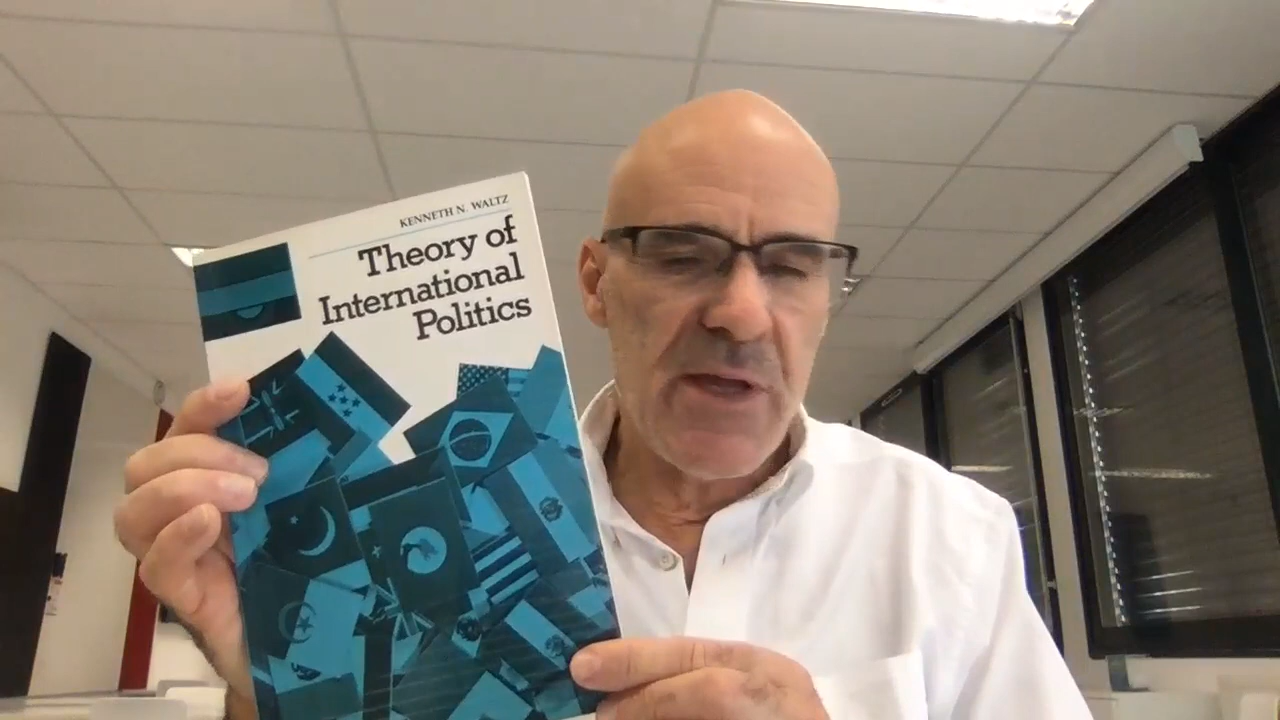 KENNETH N. WALTZ
Theory of
International
Politics